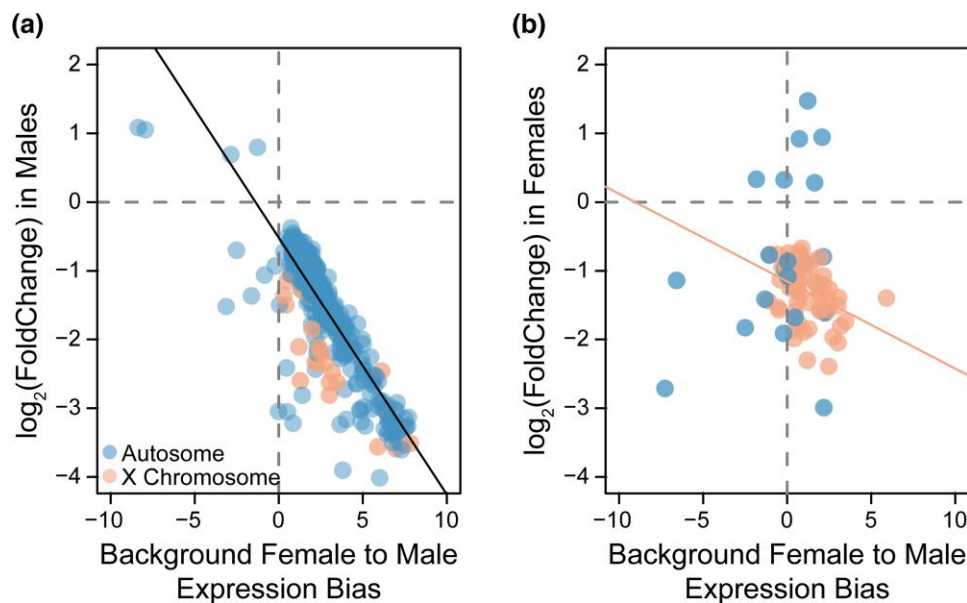 (a)
log2(FoldChange) in Males
2
1
0
−1
−2
−3
−4
Autosome
X Chromosome
−10
−5
0
5
10
Background Female to Male
Expression Bias
(b)
log2(FoldChange) in Females
2
1
0
−1
−2
−3
−4
−10
−5
0
5
10
Background Female to Male
Expression Bias